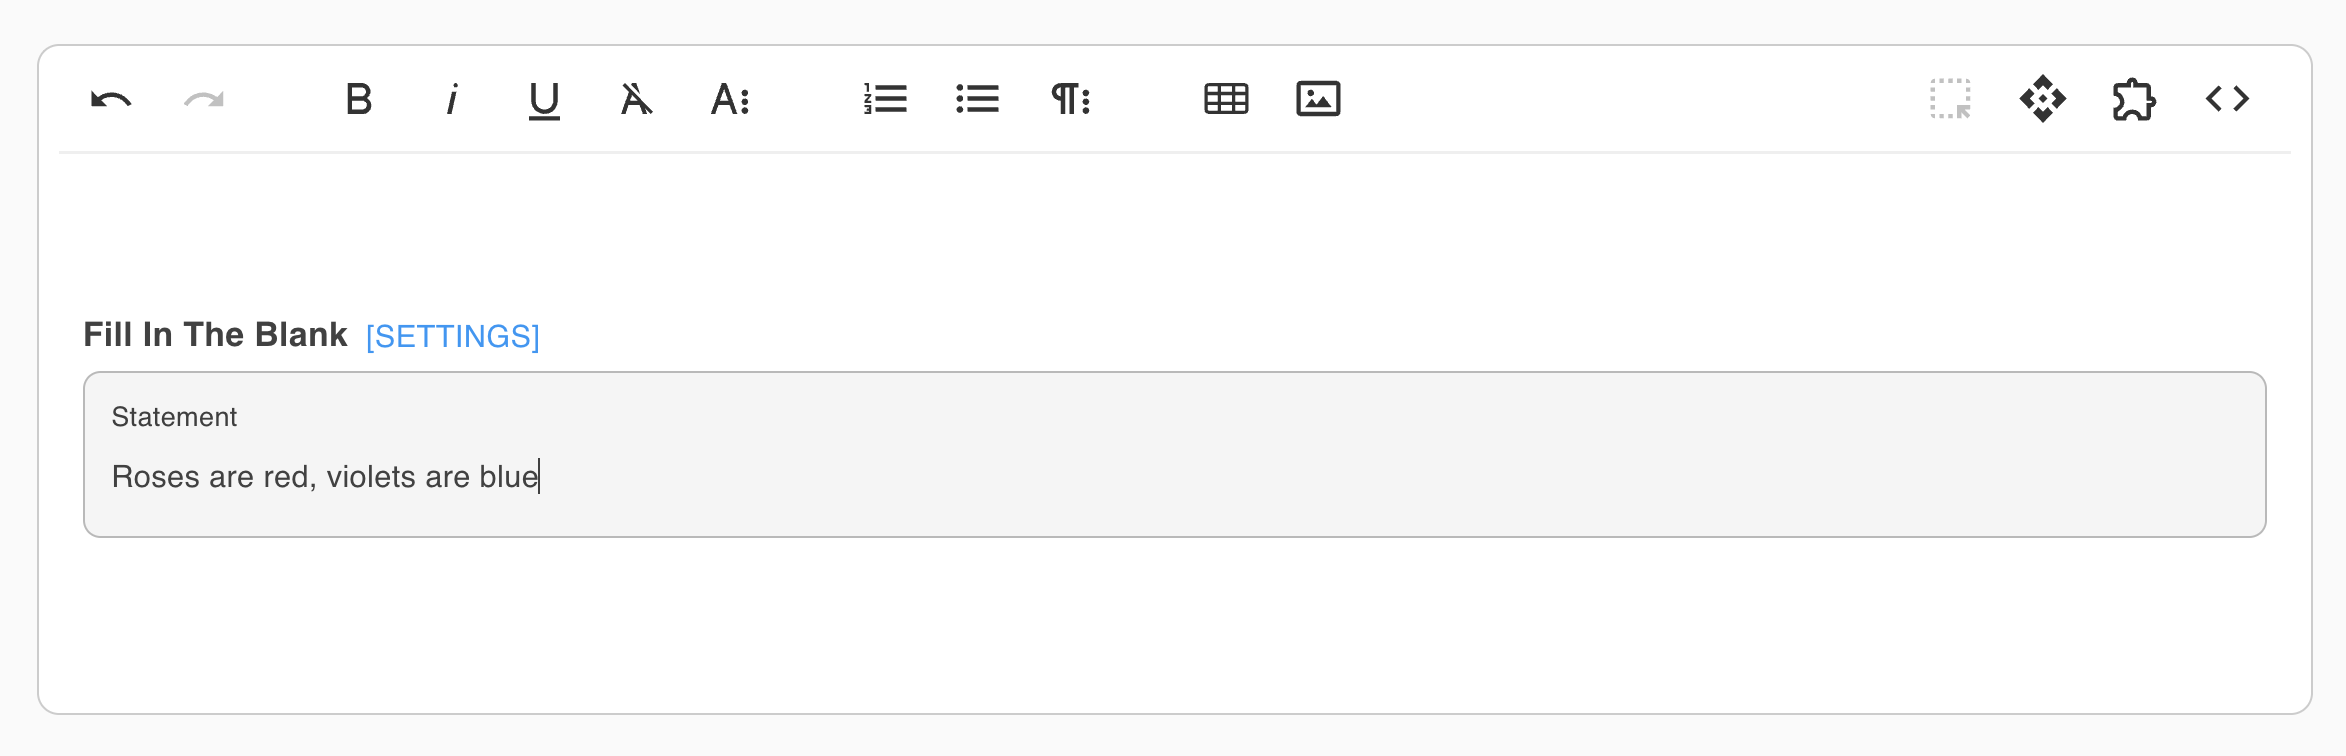 Fill In The Blank [SETTINGS]
Statement
Roses are red, violets are blue